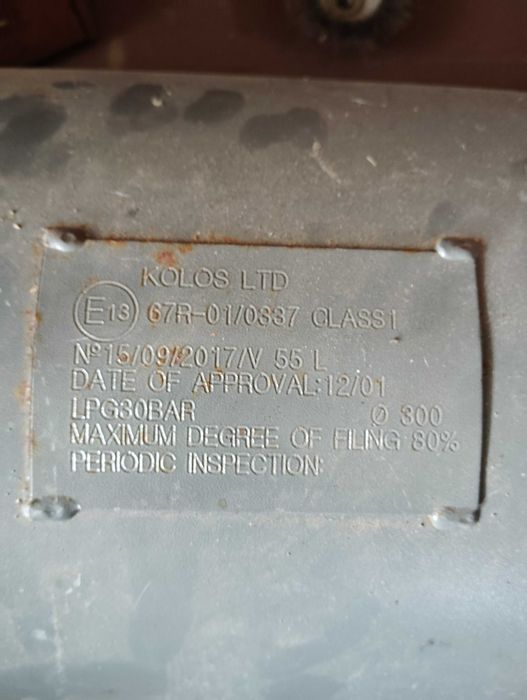 KOLOS LTD
E13 67R-01/0337 CLASS1
Nº15/09/2017/V 55 L
DATE OF APPROVAL:12/01
LPG30BAR Ø 300
MAXIMUM DEGREE OF FILING 80%
PERIODIC INSPECTION: